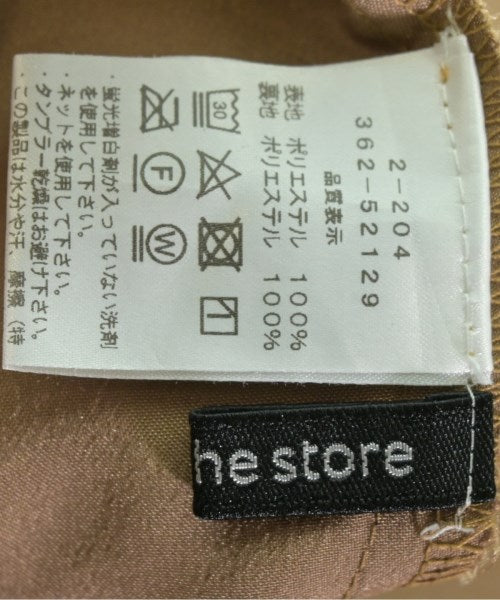 2-204
362-52129
品質表示
表地 ポリエステル 100%
裏地 ポリエステル 100%
30
F W
・蛍光増白剤が入っていない洗剤
を使用して下さい。
・ネットを使用して下さい。
・タンブラー乾燥はお避け下さい。
・この製品は水分や汗、摩擦（特
he store